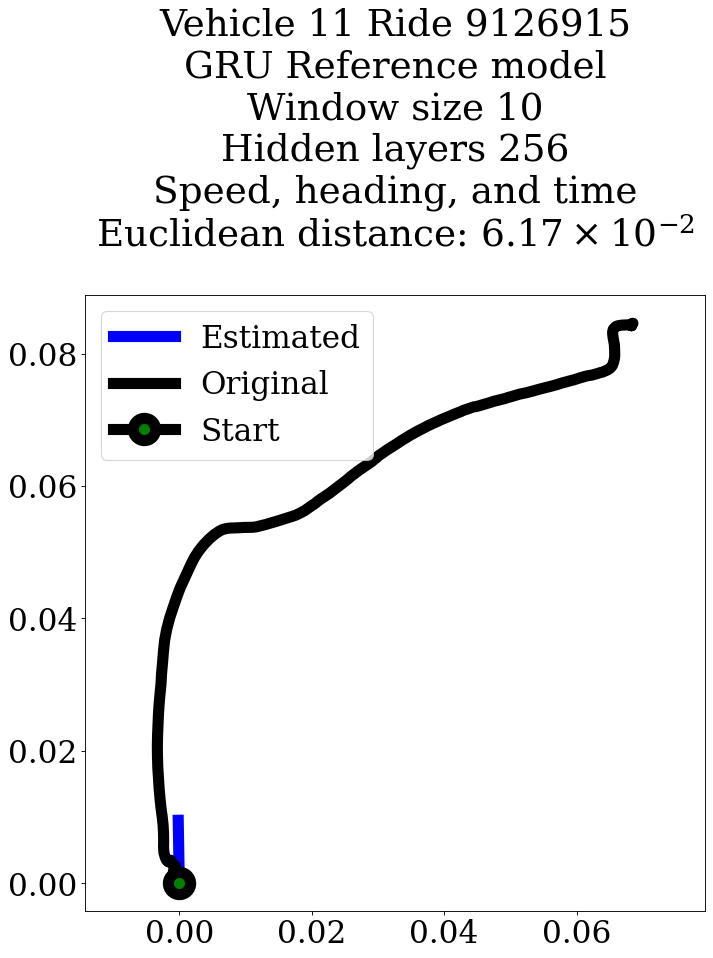 Vehicle 11 Ride 9126915
GRU Reference model
Window size 10
Hidden layers 256
Speed, heading, and time
Euclidean distance: 6.17 × 10⁻²
Estimated
Original
Start
0.08
0.06
0.04
0.02
0.00
0.00 0.02 0.04 0.06